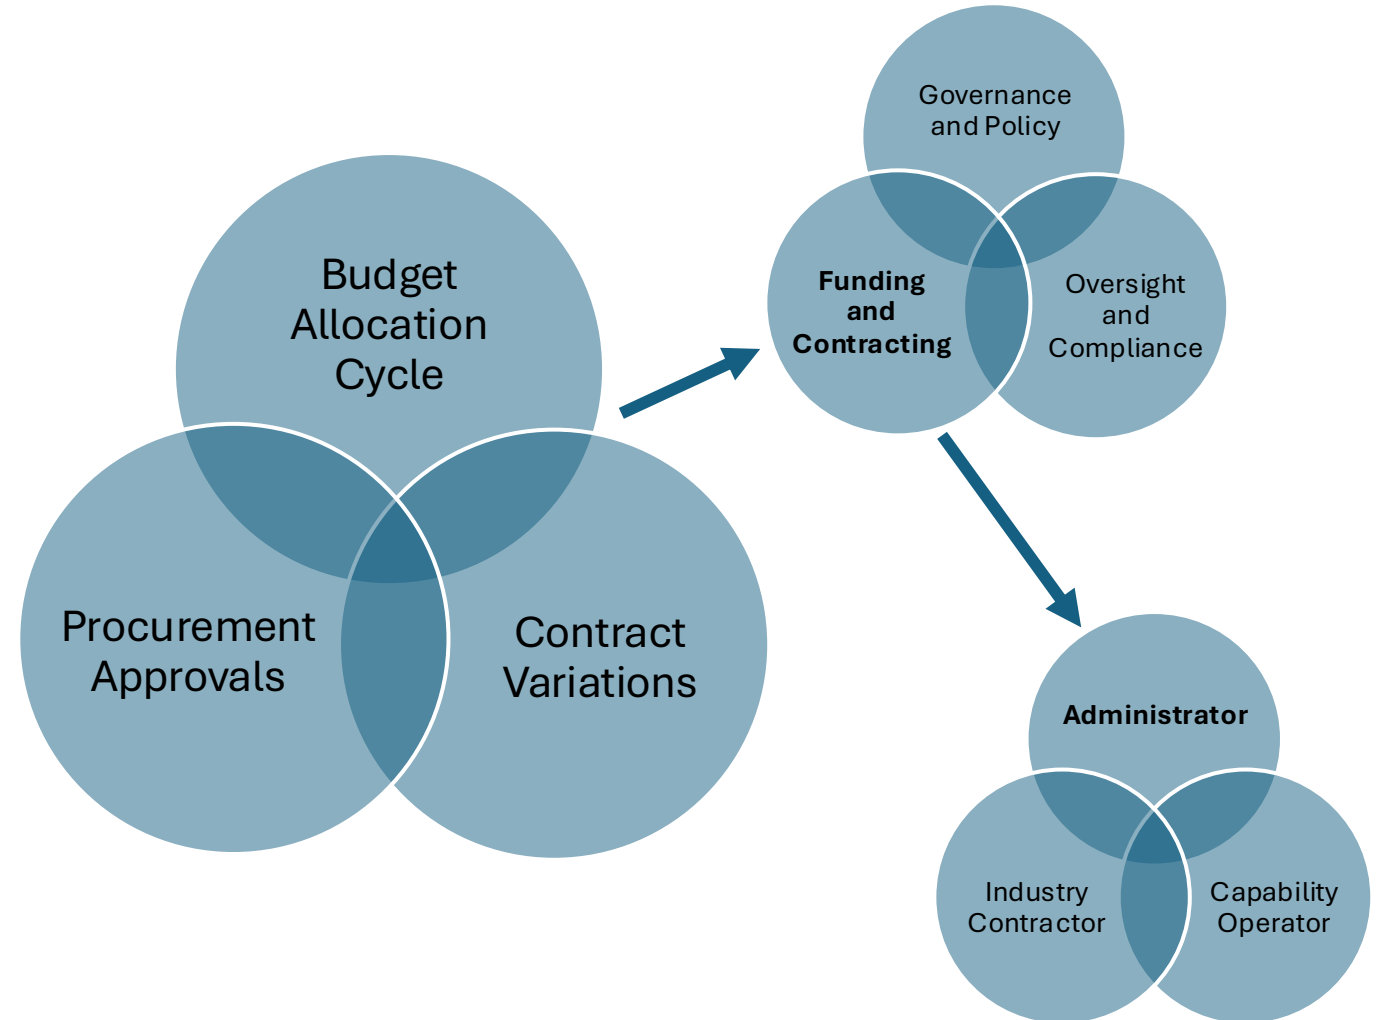 Budget
Allocation
Cycle
Procurement
Approvals
Contract
Variations
Governance
and Policy
Funding
and
Contracting
Oversight
and
Compliance
Administrator
Industry
Contractor
Capability
Operator